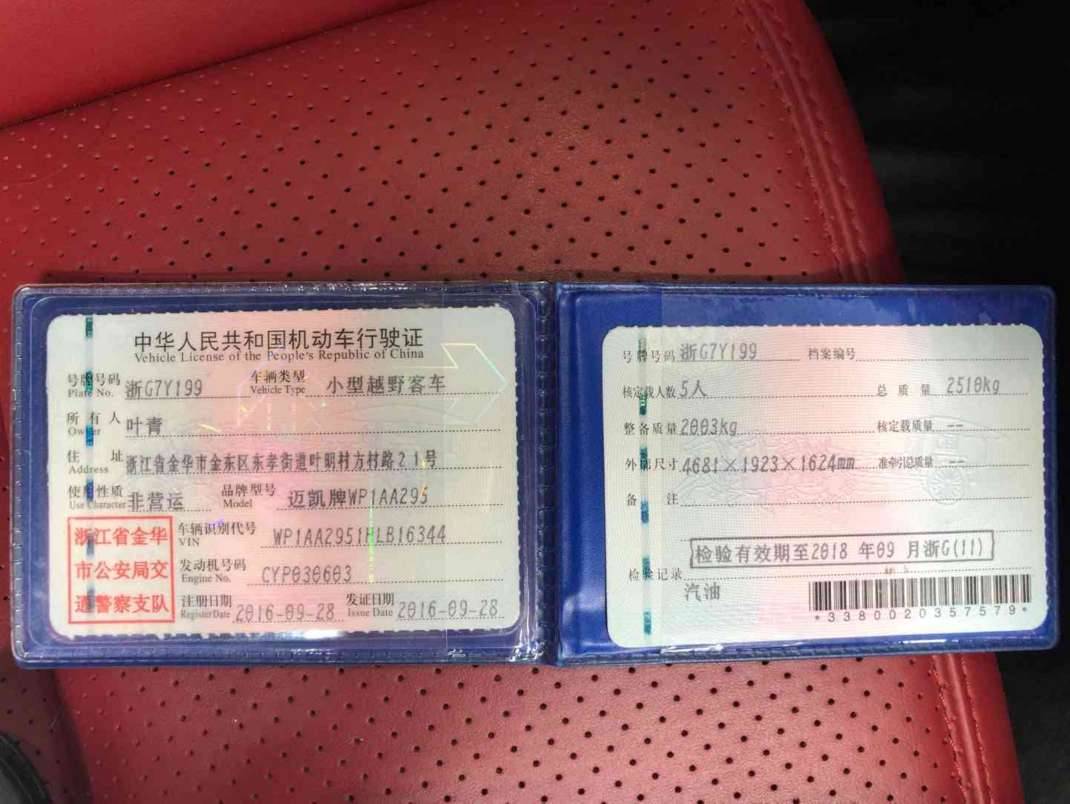 中华人民共和国机动车行驶证
Vehicle License of the People's Republic of China
号牌号码 浙G7Y199 车辆类型 小型越野客车
Plate No. Vehicle Type
所有人 叶青
Owner
住址 浙江省金华市金东区东孝街道叶明村方村路21号
Address
使用性质 非营运 品牌型号 迈凯牌WP1AA295
Use Character Model
浙江省金华
市公安局交
通警察支队
车辆识别代号 WP1AA2951HLB16344
VIN
发动机号码 CYP030603
Engine No.
注册日期 2016-09-28 发证日期 2016-09-28
Register Date Issue Date
号牌号码 浙G7Y199 档案编号
核定载人数 5人 总质量 2510kg
整备质量 2003kg 核定载质量 --
外廓尺寸 4681×1923×1624mm 准牵引总质量 --
备注
检验有效期至2018年09月浙G(11)
检验记录
汽油
*3380020357579*